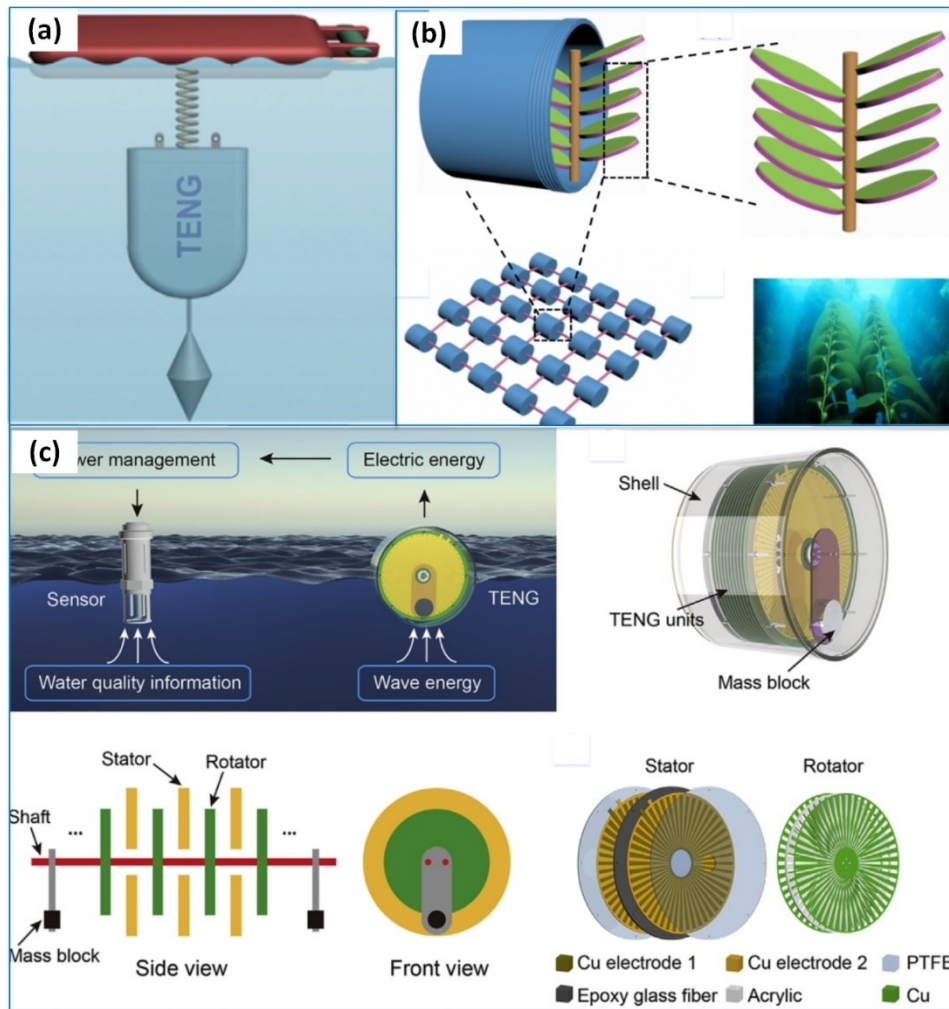 (a)
TENG
(b)
(c)
wer management
Electric energy
Sensor
TENG
Water quality information
Wave energy
Shell
TENG units
Mass block
Stator
Rotator
Shaft
...
...
Mass block
Side view
Front view
Stator
Rotator
Cu electrode 1
Cu electrode 2
PTFE
Epoxy glass fiber
Acrylic
Cu